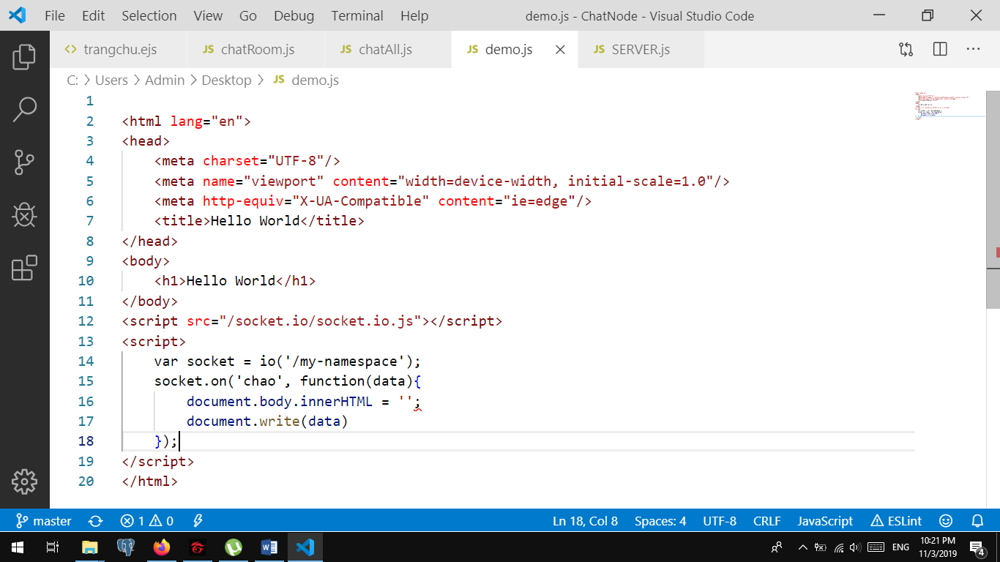 File Edit Selection View Go Debug Terminal Help demo.js - ChatNode - Visual Studio Code
<> trangchu.ejs JS chatRoom.js JS chatAll.js JS demo.js JS SERVER.js
C: > Users > Admin > Desktop > JS demo.js
1
2 <html lang="en">
3 <head>
4     <meta charset="UTF-8"/>
5     <meta name="viewport" content="width=device-width, initial-scale=1.0"/>
6     <meta http-equiv="X-UA-Compatible" content="ie=edge"/>
7     <title>Hello World</title>
8 </head>
9 <body>
10     <h1>Hello World</h1>
11 </body>
12 <script src="/socket.io/socket.io.js"></script>
13 <script>
14     var socket = io('/my-namespace');
15     socket.on('chao', function(data){
16         document.body.innerHTML = '';
17         document.write(data)
18     });
19 </script>
20 </html>
master 1 0 Ln 18, Col 8 Spaces: 4 UTF-8 CRLF JavaScript ESLint
ENG 10:21 PM
11/3/2019 4